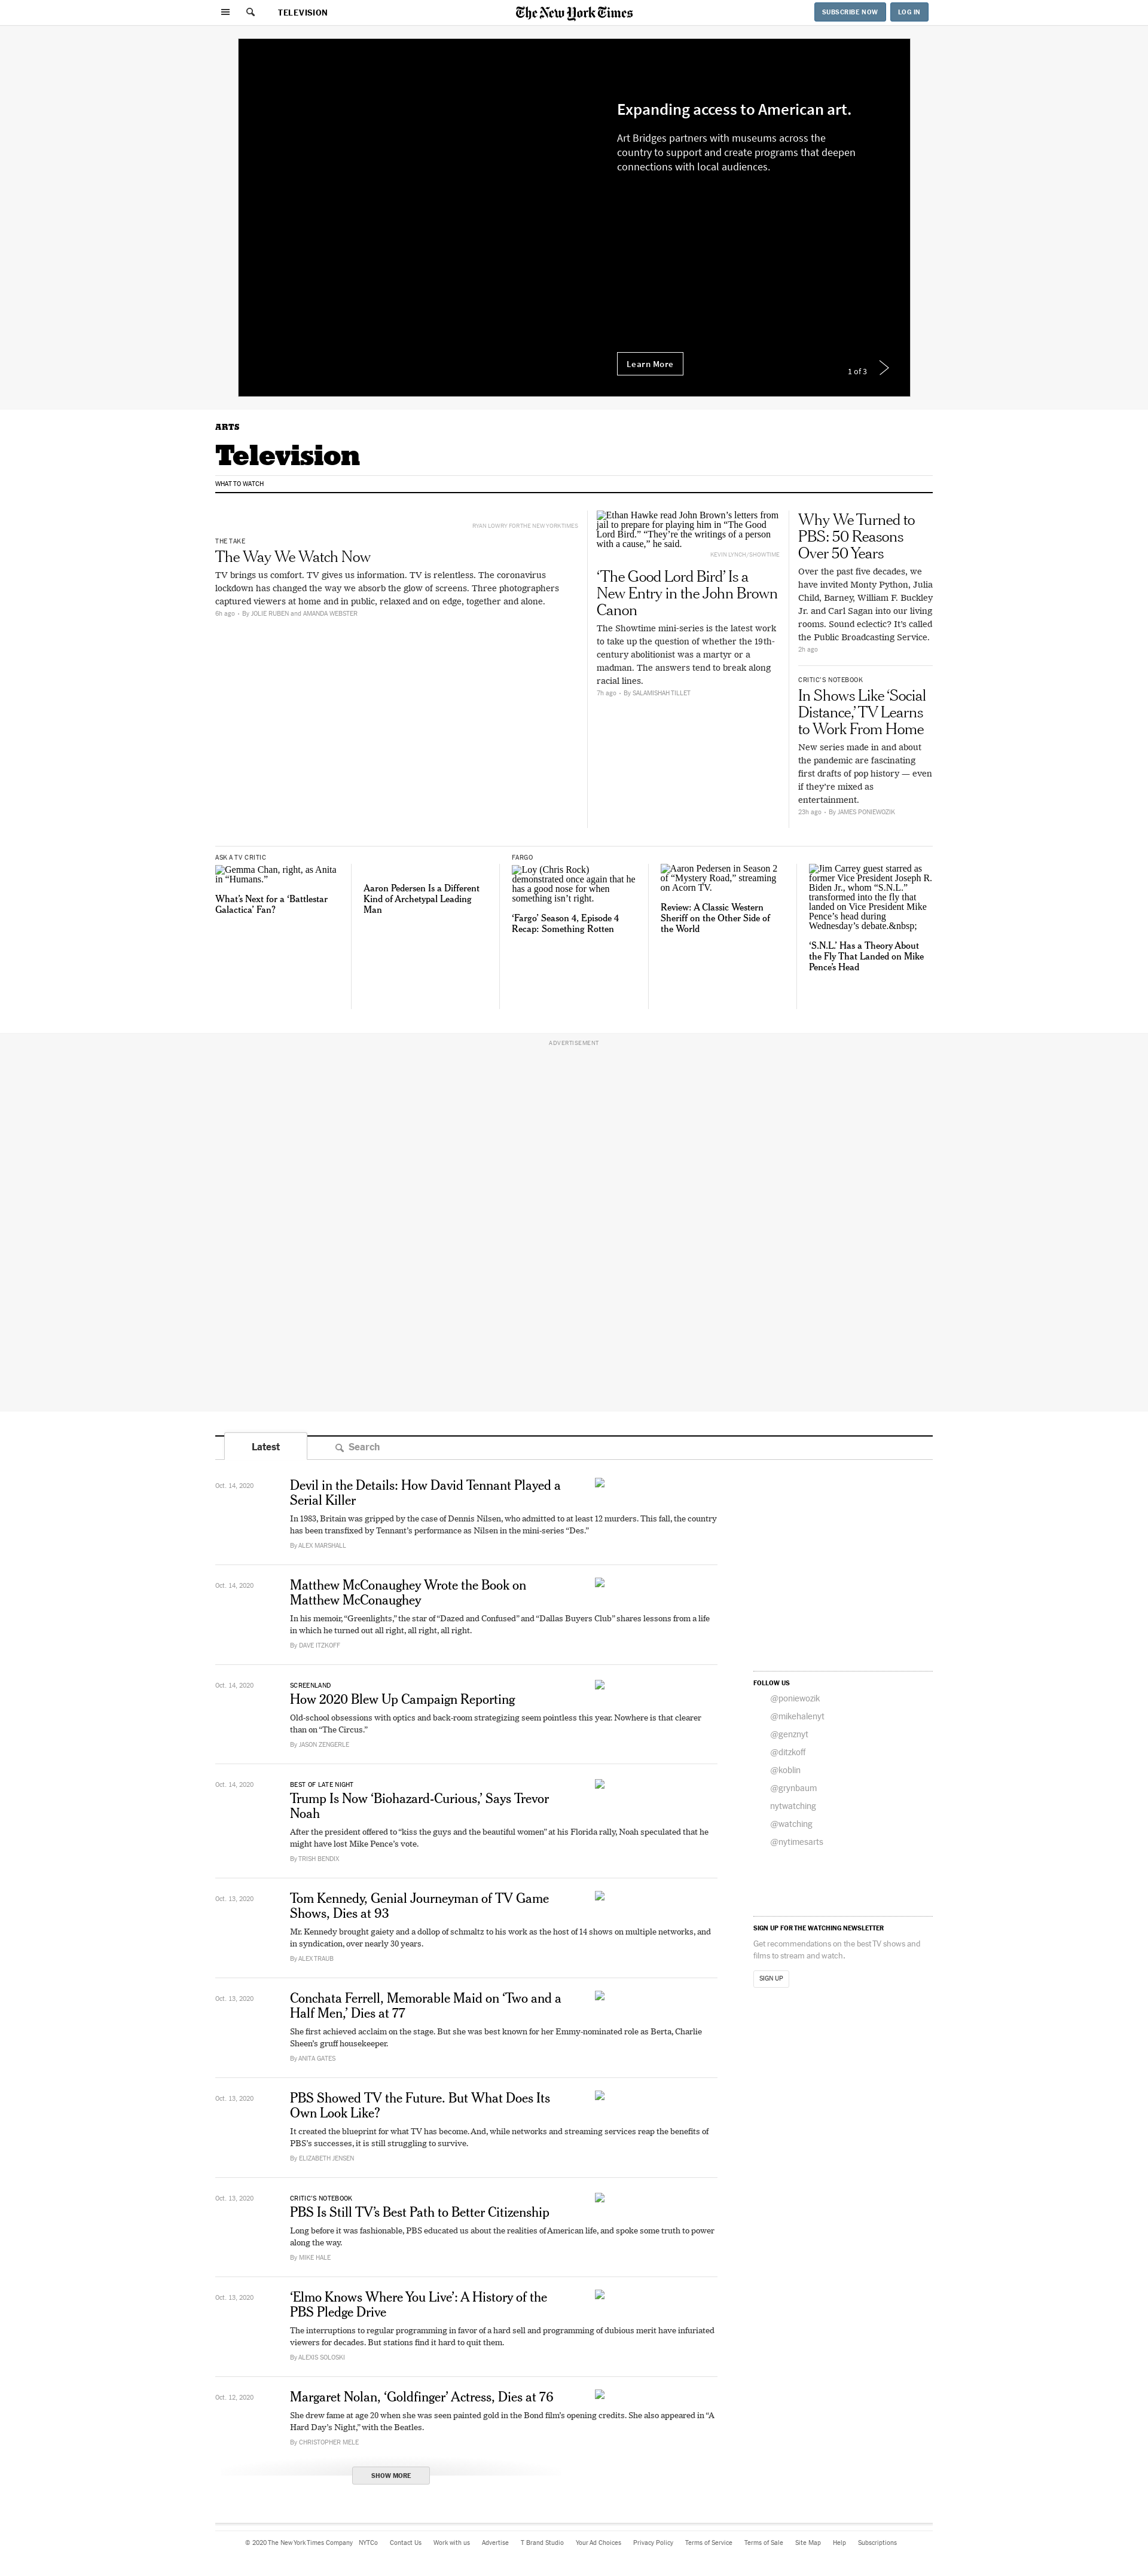 TELEVISION
The New York Times
SUBSCRIBE NOW
LOG IN
Expanding access to American art.
Art Bridges partners with museums across the
country to support and create programs that deepen
connections with local audiences.
Learn More
1 of 3
ARTS
Television
WHAT TO WATCH
RYAN LOWRY FOR THE NEW YORK TIMES
THE TAKE
The Way We Watch Now
TV brings us comfort. TV gives us information. TV is relentless. The coronavirus
lockdown has changed the way we absorb the glow of screens. Three photographers
captured viewers at home and in public, relaxed and on edge, together and alone.
6h ago - By JOLIE RUBEN and AMANDA WEBSTER
Ethan Hawke read John Brown’s letters from
jail to prepare for playing him in “The Good
Lord Bird.” “They’re the writings of a person
with a cause,” he said.
KEVIN LYNCH/SHOWTIME
‘The Good Lord Bird’ Is a
New Entry in the John Brown
Canon
The Showtime mini-series is the latest work
to take up the question of whether the 19th-
century abolitionist was a martyr or a
madman. The answers tend to break along
racial lines.
7h ago - By SALAMISHAH TILLET
Why We Turned to
PBS: 50 Reasons
Over 50 Years
Over the past five decades, we
have invited Monty Python, Julia
Child, Barney, William F. Buckley
Jr. and Carl Sagan into our living
rooms. Sound eclectic? It’s called
the Public Broadcasting Service.
2h ago
CRITIC’S NOTEBOOK
In Shows Like ‘Social
Distance,’ TV Learns
to Work From Home
New series made in and about
the pandemic are fascinating
first drafts of pop history — even
if they’re mixed as
entertainment.
23h ago - By JAMES PONIEWOZIK
ASK A TV CRITIC
Gemma Chan, right, as Anita
in “Humans.”
What’s Next for a ‘Battlestar
Galactica’ Fan?
Aaron Pedersen Is a Different
Kind of Archetypal Leading
Man
FARGO
Loy (Chris Rock)
demonstrated once again that he
has a good nose for when
something isn’t right.
‘Fargo’ Season 4, Episode 4
Recap: Something Rotten
Aaron Pedersen in Season 2
of “Mystery Road,” streaming
on Acorn TV.
Review: A Classic Western
Sheriff on the Other Side of
the World
Jim Carrey guest starred as
former Vice President Joseph R.
Biden Jr., whom “S.N.L.”
transformed into the fly that
landed on Vice President Mike
Pence’s head during
Wednesday’s debate.&nbsp;
‘S.N.L.’ Has a Theory About
the Fly That Landed on Mike
Pence’s Head
ADVERTISEMENT
Latest
Search
Oct. 14, 2020
Devil in the Details: How David Tennant Played a
Serial Killer
In 1983, Britain was gripped by the case of Dennis Nilsen, who admitted to at least 12 murders. This fall, the country
has been transfixed by Tennant’s performance as Nilsen in the mini-series “Des.”
By ALEX MARSHALL
Oct. 14, 2020
Matthew McConaughey Wrote the Book on
Matthew McConaughey
In his memoir, “Greenlights,” the star of “Dazed and Confused” and “Dallas Buyers Club” shares lessons from a life
in which he turned out all right, all right, all right.
By DAVE ITZKOFF
Oct. 14, 2020
SCREENLAND
How 2020 Blew Up Campaign Reporting
Old-school obsessions with optics and back-room strategizing seem pointless this year. Nowhere is that clearer
than on “The Circus.”
By JASON ZENGERLE
Oct. 14, 2020
BEST OF LATE NIGHT
Trump Is Now ‘Biohazard-Curious,’ Says Trevor
Noah
After the president offered to “kiss the guys and the beautiful women” at his Florida rally, Noah speculated that he
might have lost Mike Pence’s vote.
By TRISH BENDIX
Oct. 13, 2020
Tom Kennedy, Genial Journeyman of TV Game
Shows, Dies at 93
Mr. Kennedy brought gaiety and a dollop of schmaltz to his work as the host of 14 shows on multiple networks, and
in syndication, over nearly 30 years.
By ALEX TRAUB
Oct. 13, 2020
Conchata Ferrell, Memorable Maid on ‘Two and a
Half Men,’ Dies at 77
She first achieved acclaim on the stage. But she was best known for her Emmy-nominated role as Berta, Charlie
Sheen’s gruff housekeeper.
By ANITA GATES
Oct. 13, 2020
PBS Showed TV the Future. But What Does Its
Own Look Like?
It created the blueprint for what TV has become. And, while networks and streaming services reap the benefits of
PBS’s successes, it is still struggling to survive.
By ELIZABETH JENSEN
Oct. 13, 2020
CRITIC’S NOTEBOOK
PBS Is Still TV’s Best Path to Better Citizenship
Long before it was fashionable, PBS educated us about the realities of American life, and spoke some truth to power
along the way.
By MIKE HALE
Oct. 13, 2020
‘Elmo Knows Where You Live’: A History of the
PBS Pledge Drive
The interruptions to regular programming in favor of a hard sell and programming of dubious merit have infuriated
viewers for decades. But stations find it hard to quit them.
By ALEXIS SOLOSKI
Oct. 12, 2020
Margaret Nolan, ‘Goldfinger’ Actress, Dies at 76
She drew fame at age 20 when she was seen painted gold in the Bond film’s opening credits. She also appeared in “A
Hard Day’s Night,” with the Beatles.
By CHRISTOPHER MELE
SHOW MORE
FOLLOW US
@poniewozik
@mikehalenyt
@genznyt
@ditzkoff
@koblin
@grynbaum
nytwatching
@watching
@nytimesarts
SIGN UP FOR THE WATCHING NEWSLETTER
Get recommendations on the best TV shows and
films to stream and watch.
SIGN UP
© 2020 The New York Times Company NYTCo Contact Us Work with us Advertise T Brand Studio Your Ad Choices Privacy Policy Terms of Service Terms of Sale Site Map Help Subscriptions